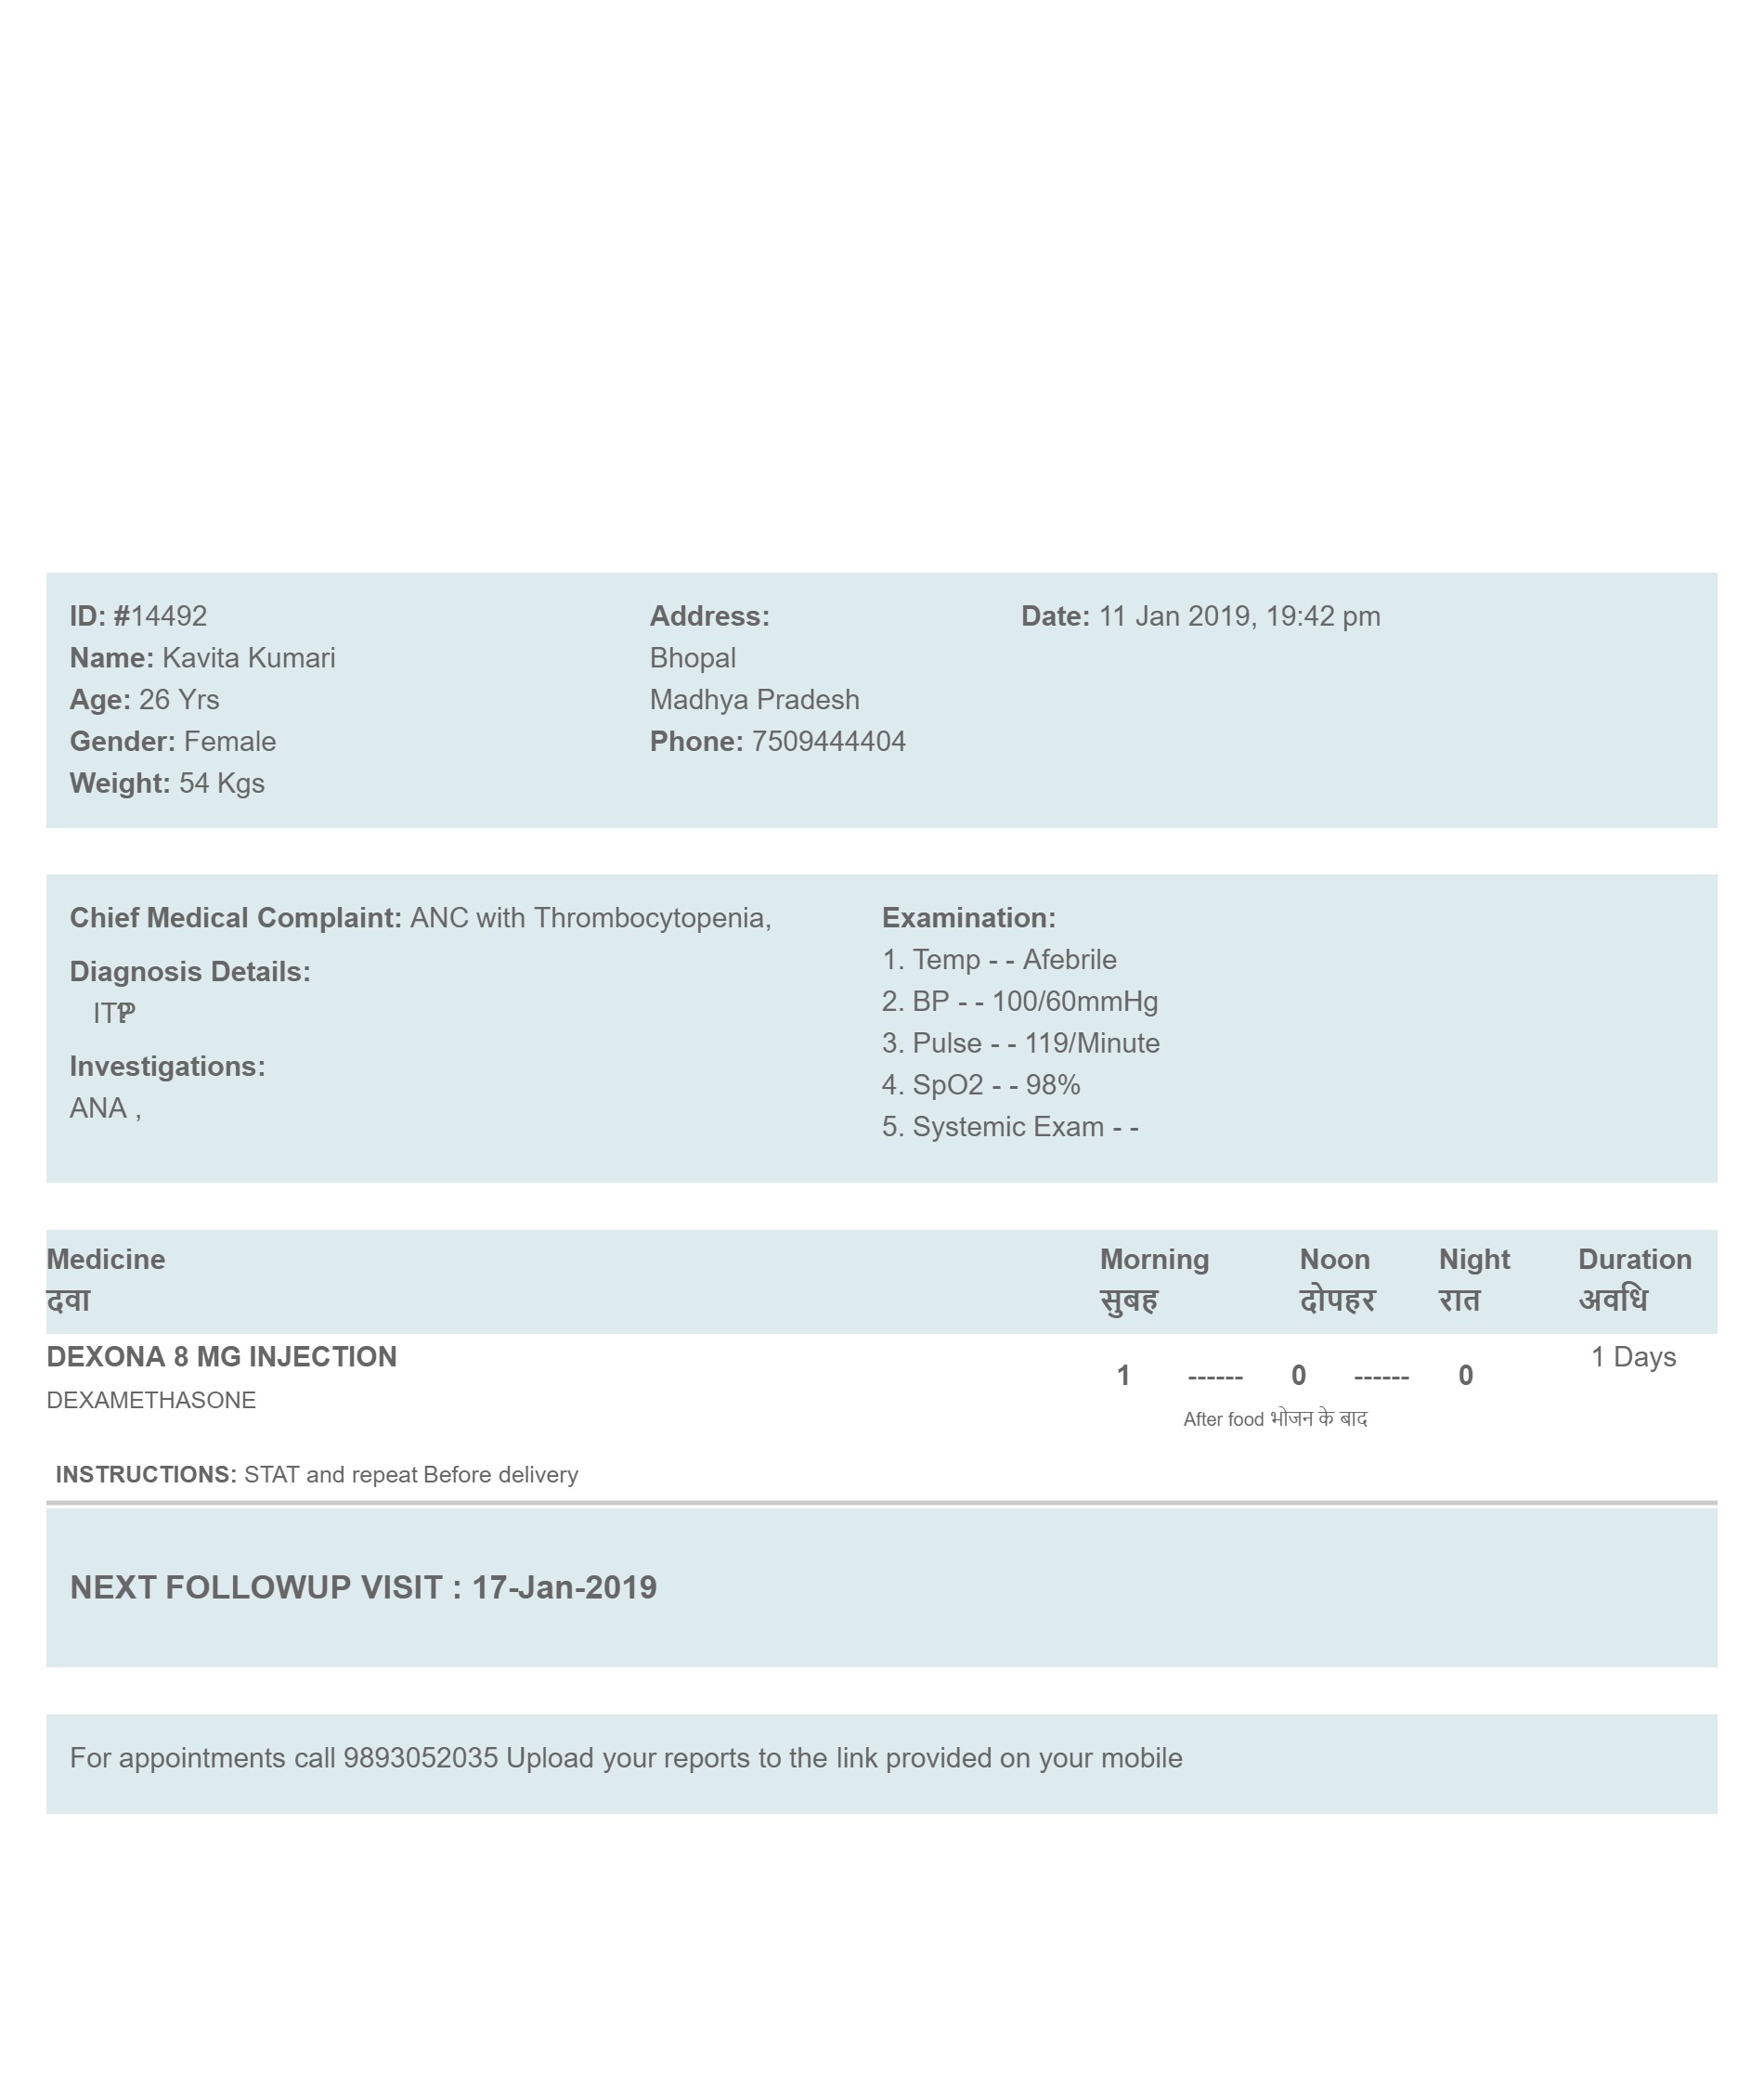 ID: #14492
Name: Kavita Kumari
Age: 26 Yrs
Gender: Female
Weight: 54 Kgs
Address:
Bhopal
Madhya Pradesh
Phone: 7509444404
Date: 11 Jan 2019, 19:42 pm
Chief Medical Complaint: ANC with Thrombocytopenia,
Diagnosis Details:
Investigations:
ANA ,
Examination:
1. Temp - - Afebrile
2. BP - - 100/60mmHg
3. Pulse - - 119/Minute
4. SpO2 - - 98%
5. Systemic Exam - -
Medicine Morning Noon Night Duration
दवा सुबह दोपहर रात अवधि
DEXONA 8 MG INJECTION 1 Days
1 ------ 0 ------ 0
DEXAMETHASONE
After food भोजन के बाद
INSTRUCTIONS: STAT and repeat Before delivery
NEXT FOLLOWUP VISIT : 17-Jan-2019
For appointments call 9893052035 Upload your reports to the link provided on your mobile